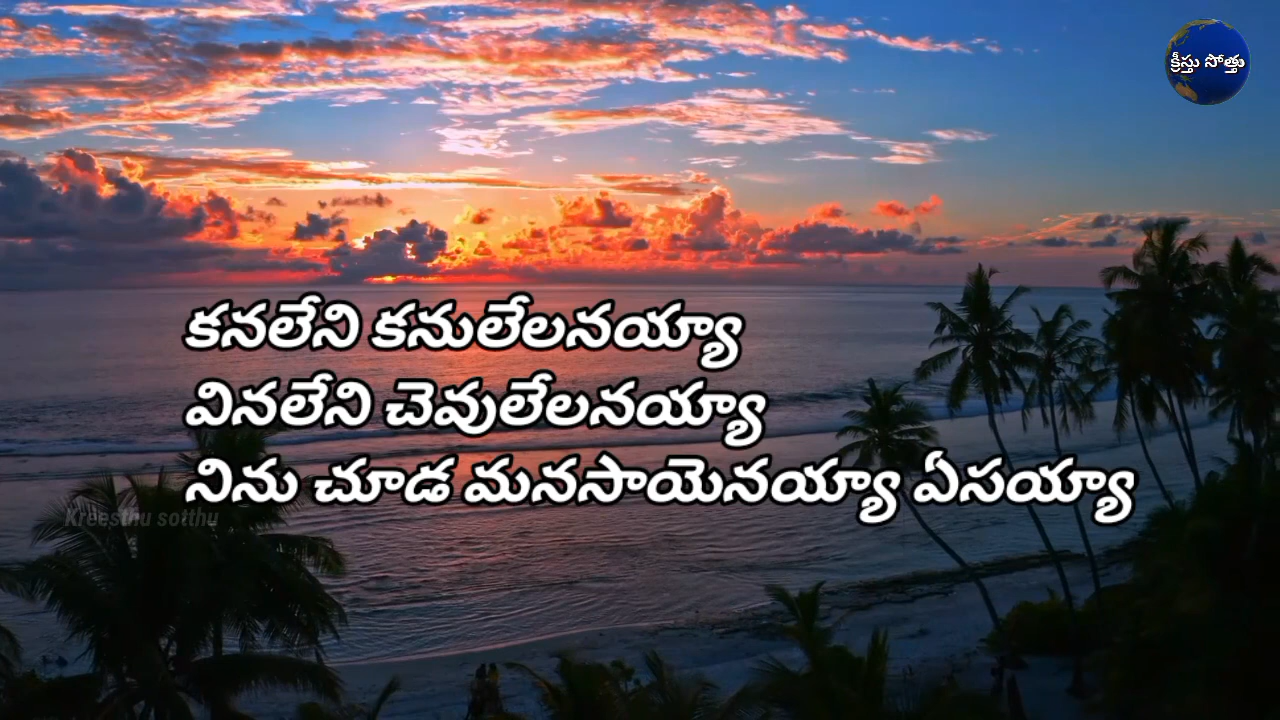 క్రీస్తు సోత్తు
కనలేని కనులేలనయ్యా
వినలేని చెవులేలనయ్యా
నిను చూడ మనసాయెనయ్యా ఏసయ్యా
Kreesthu sotthu